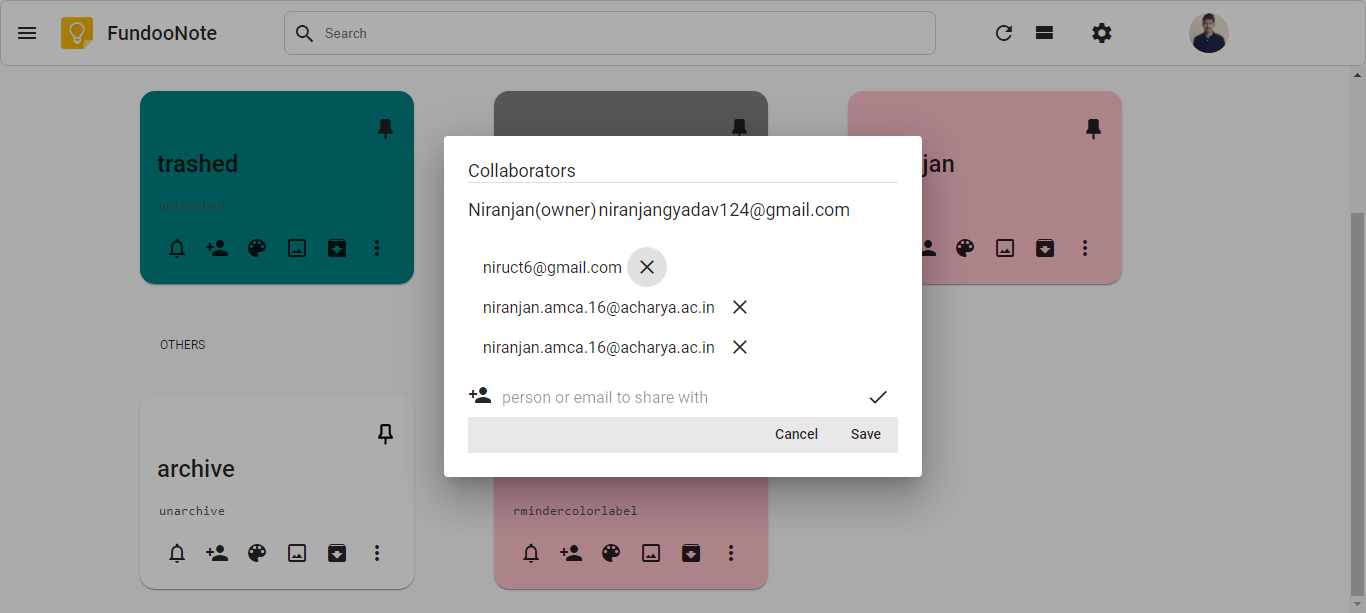 FundooNote
Search
trashed
untrashed
jan
Collaborators
Niranjan(owner)niranjangyadav124@gmail.com
niruct6@gmail.com
niranjan.amca.16@acharya.ac.in
niranjan.amca.16@acharya.ac.in
person or email to share with
Cancel Save
OTHERS
archive
unarchive
rmindercolorlabel